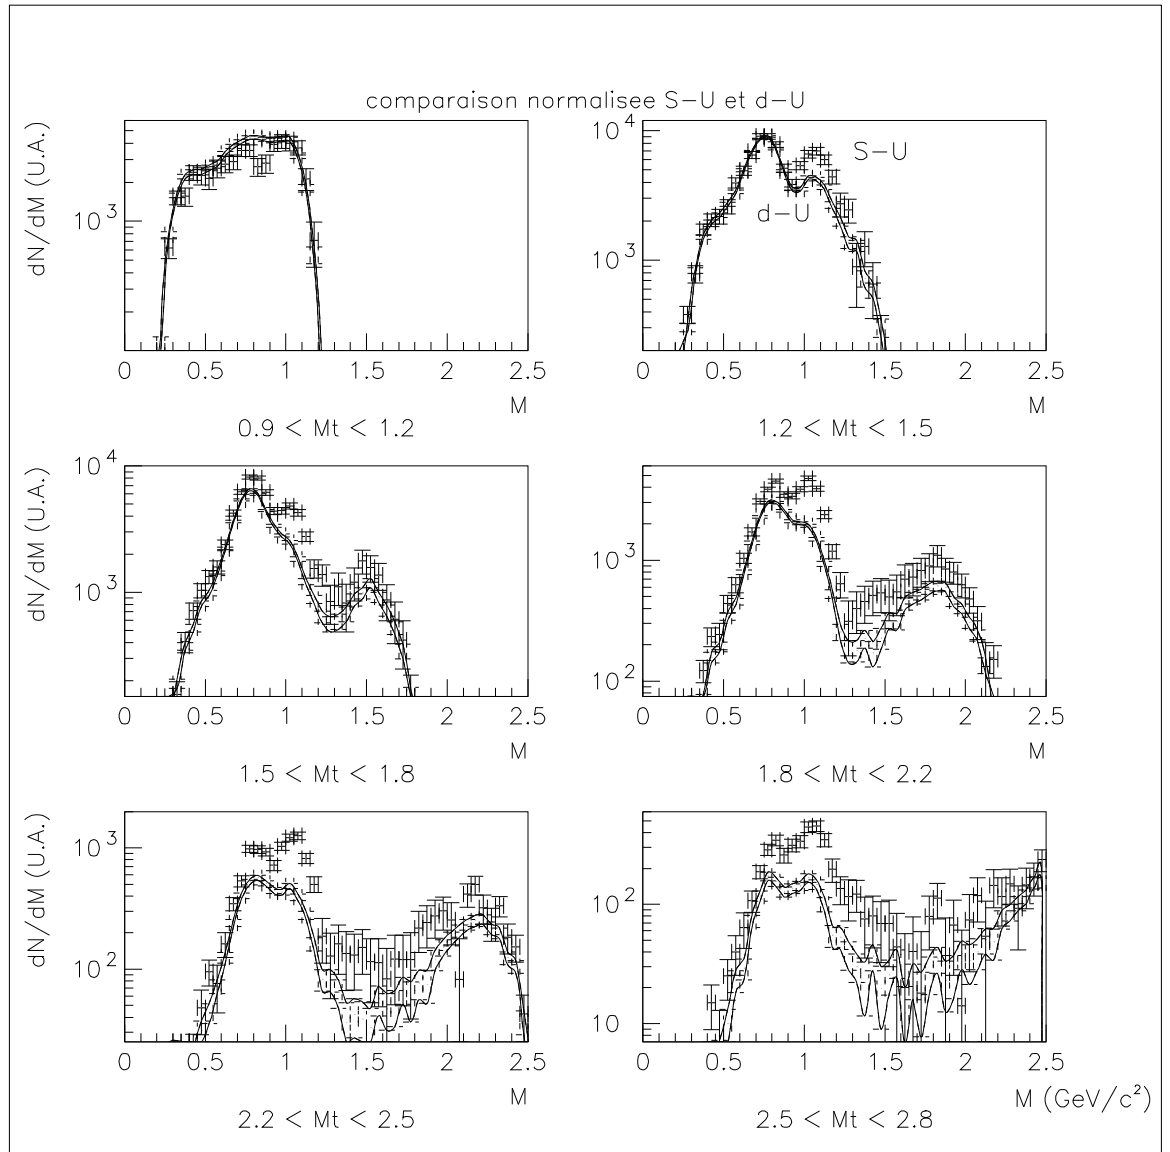 comparaison normalisee S-U et d-U
dN/dM (U.A.)
10^3
0 0.5 1 1.5 2 2.5
M
0.9 < Mt < 1.2
10^4
10^3
S-U
d-U
0 0.5 1 1.5 2 2.5
M
1.2 < Mt < 1.5
dN/dM (U.A.)
dN/dM (U.A.)
10^4
10^3
0 0.5 1 1.5 2 2.5
M
1.5 < Mt < 1.8
10^3
10^2
0 0.5 1 1.5 2 2.5
M
1.8 < Mt < 2.2
dN/dM (U.A.)
10^3
10^2
0 0.5 1 1.5 2 2.5
M
2.2 < Mt < 2.5
10^2
10
0 0.5 1 1.5 2 2.5
M (GeV/c²)
2.5 < Mt < 2.8